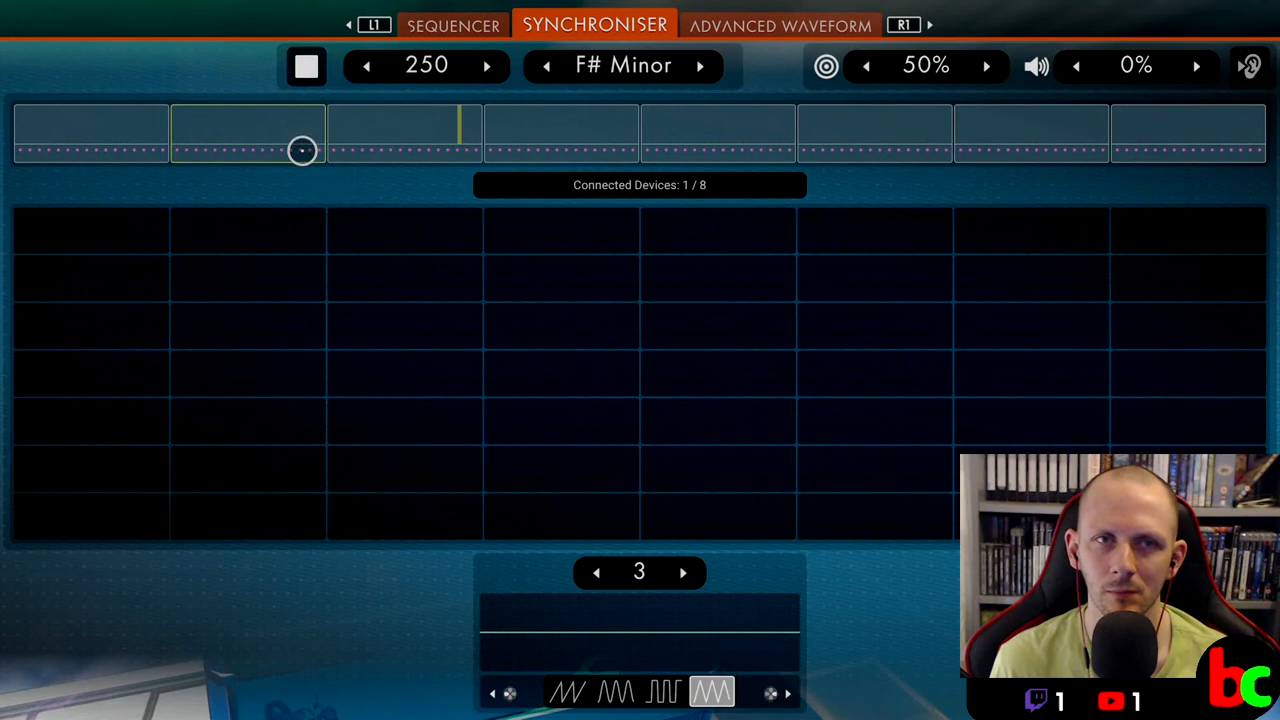 L1 SEQUENCER SYNCHRONISER ADVANCED WAVEFORM R1
250 F# Minor 50% 0%
Connected Devices: 1 / 8
3
1 1
bc